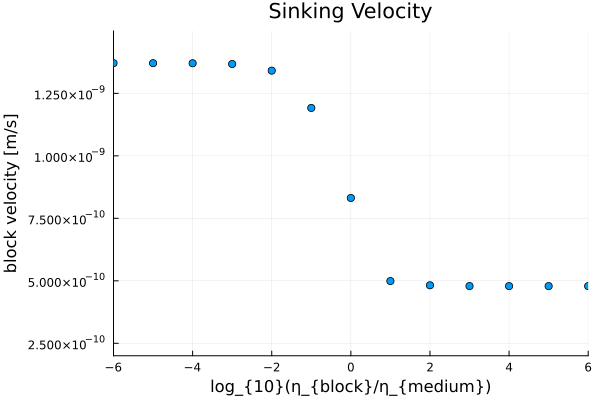 Sinking Velocity
block velocity [m/s]
1.250×10⁻⁹
1.000×10⁻⁹
7.500×10⁻¹⁰
5.000×10⁻¹⁰
2.500×10⁻¹⁰
−6 −4 −2 0 2 4 6
log_{10}(η_{block}/η_{medium})